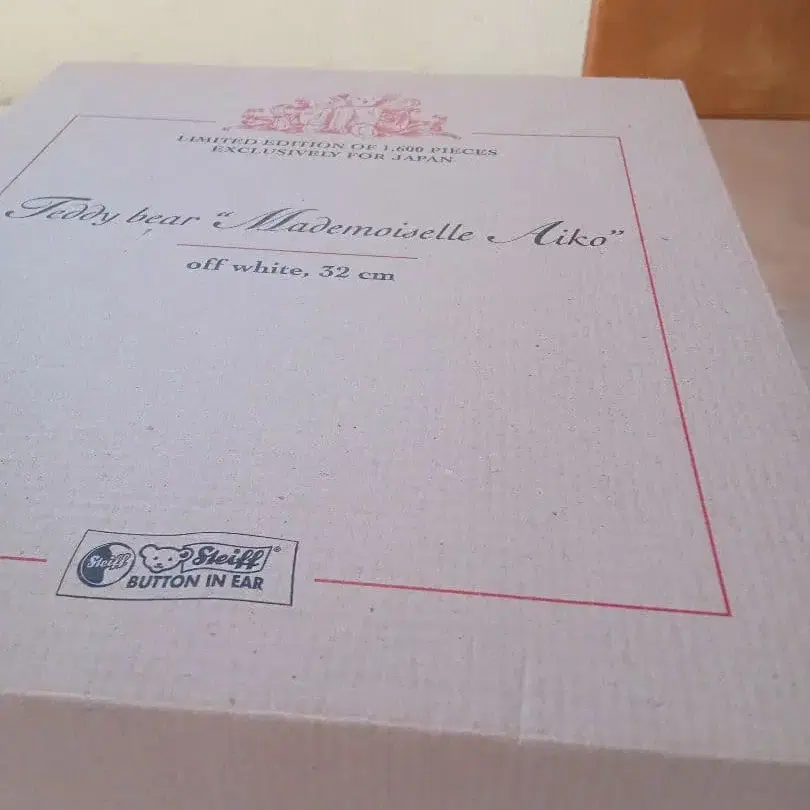 LIMITED EDITION OF 1,600 PIECES
EXCLUSIVELY FOR JAPAN
Teddy bear "Mademoiselle Aiko"
off white, 32 cm
Steiff Steiff®
BUTTON IN EAR